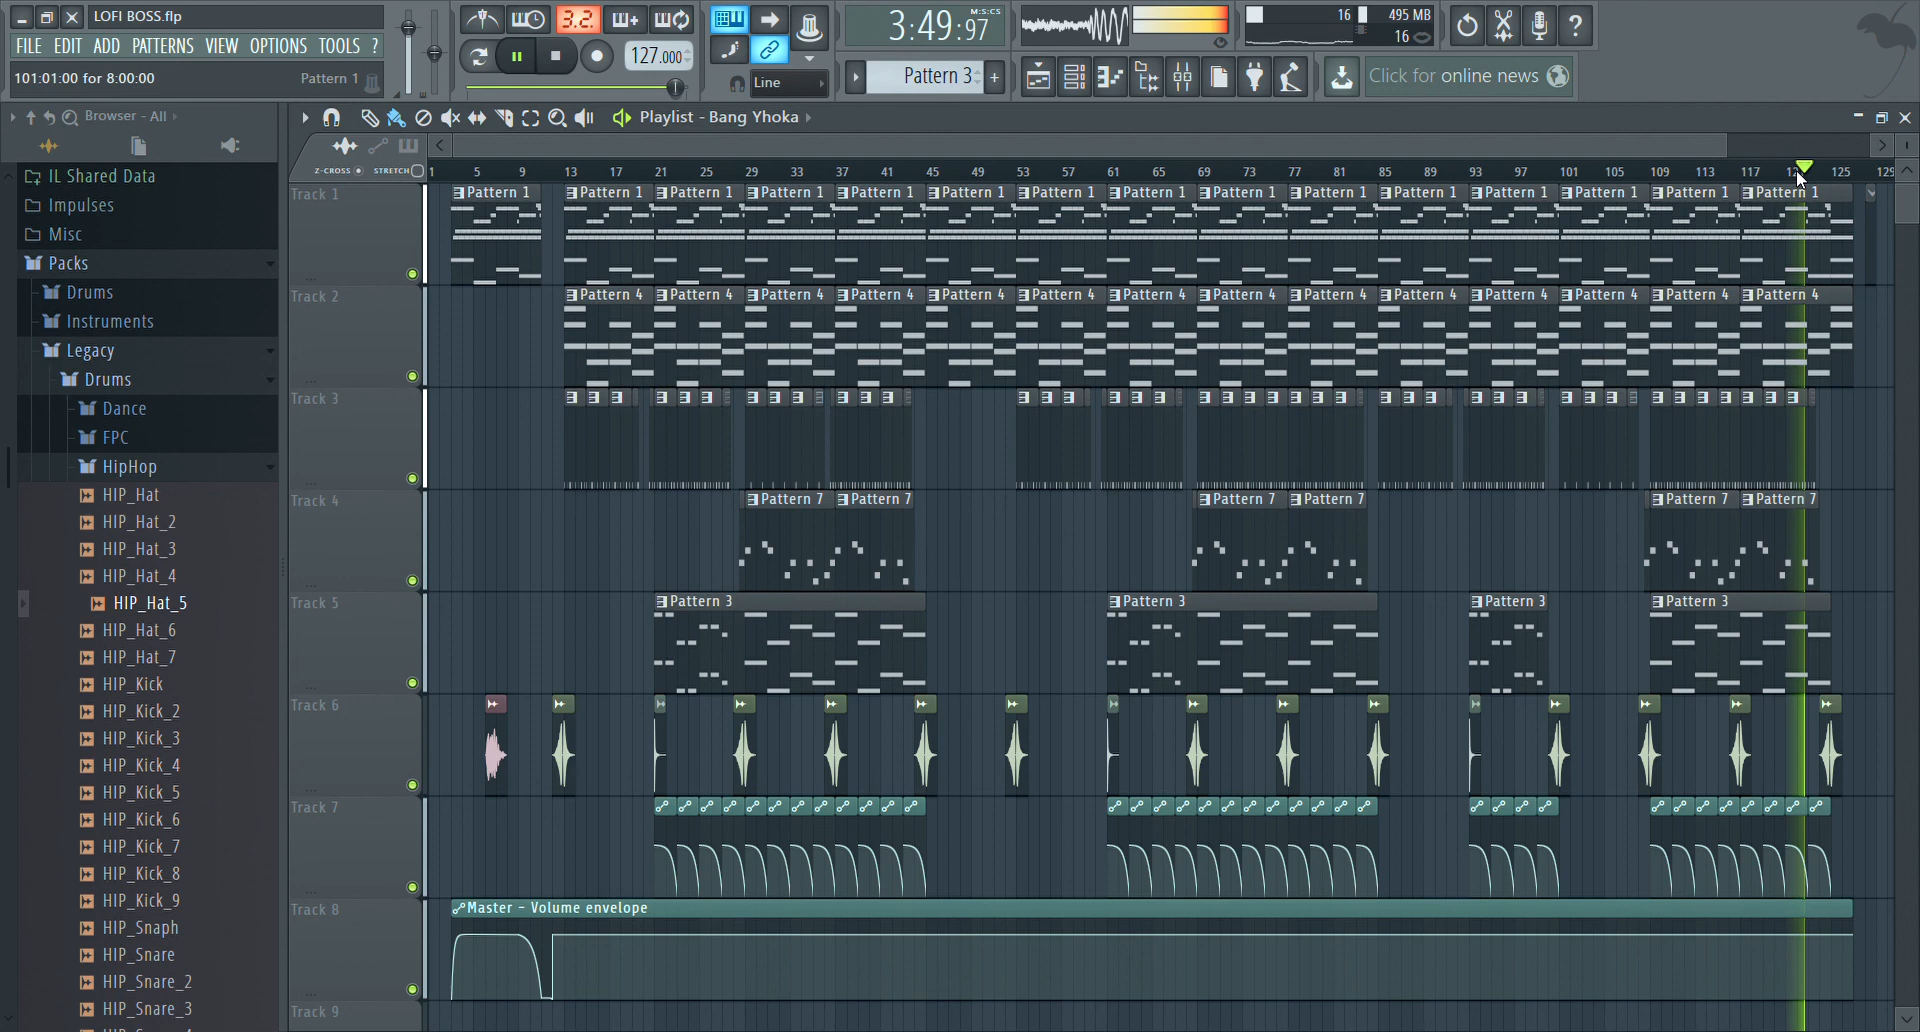 LOFI BOSS.flp
FILE EDIT ADD PATTERNS VIEW OPTIONS TOOLS ?
101:01:00 for 8:00:00 Pattern 1
3.2.
127.000
Line
3:49:97
M:S:CS
Pattern 3
16 495 MB
16
Click for online news
Browser - All
IL Shared Data
Impulses
Misc
Packs
Drums
Instruments
Legacy
Drums
Dance
FPC
HipHop
HIP_Hat
HIP_Hat_2
HIP_Hat_3
HIP_Hat_4
HIP_Hat_5
HIP_Hat_6
HIP_Hat_7
HIP_Kick
HIP_Kick_2
HIP_Kick_3
HIP_Kick_4
HIP_Kick_5
HIP_Kick_6
HIP_Kick_7
HIP_Kick_8
HIP_Kick_9
HIP_Snaph
HIP_Snare
HIP_Snare_2
HIP_Snare_3
Playlist - Bang Yhoka
Z-CROSS STRETCH
1 5 9 13 17 21 25 29 33 37 41 45 49 53 57 61 65 69 73 77 81 85 89 93 97 101 105 109 113 117 125 129
Track 1
Pattern 1 Pattern 1 Pattern 1 Pattern 1 Pattern 1 Pattern 1 Pattern 1 Pattern 1 Pattern 1 Pattern 1 Pattern 1 Pattern 1 Pattern 1 Pattern 1 Pattern 1
Track 2
Pattern 4 Pattern 4 Pattern 4 Pattern 4 Pattern 4 Pattern 4 Pattern 4 Pattern 4 Pattern 4 Pattern 4 Pattern 4 Pattern 4 Pattern 4 Pattern 4
Track 3
Track 4
Pattern 7 Pattern 7 Pattern 7 Pattern 7 Pattern 7 Pattern 7
Track 5
Pattern 3 Pattern 3 Pattern 3 Pattern 3
Track 6
Track 7
Track 8
Master - Volume envelope
Track 9